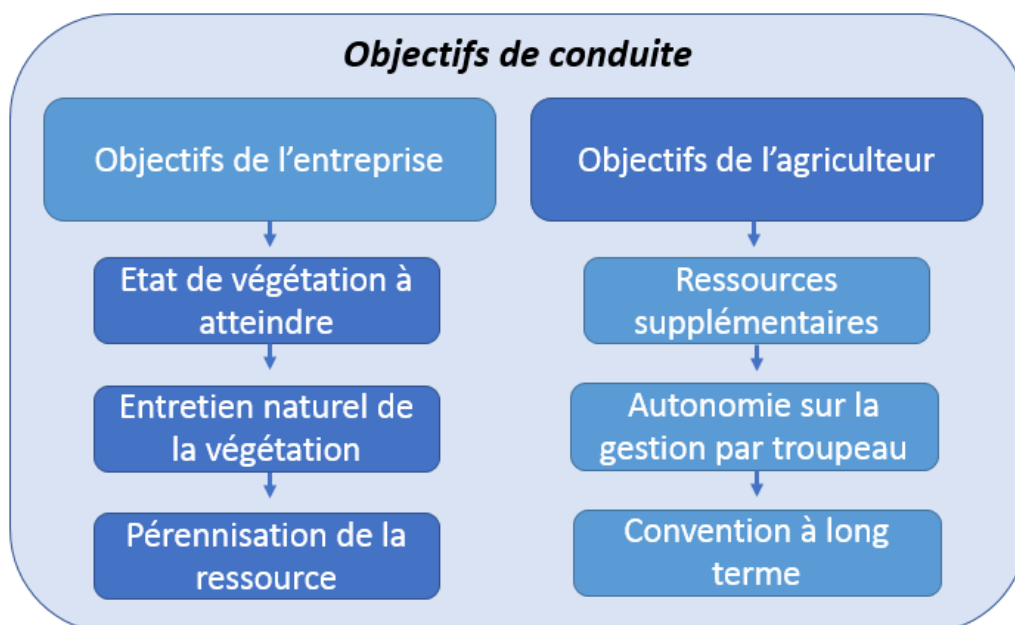 Objectifs de conduite
Objectifs de l’entreprise
Etat de végétation à
atteindre
Entretien naturel de
la végétation
Pérennisation de la
ressource
Objectifs de l’agriculteur
Ressources
supplémentaires
Autonomie sur la
gestion par troupeau
Convention à long
terme